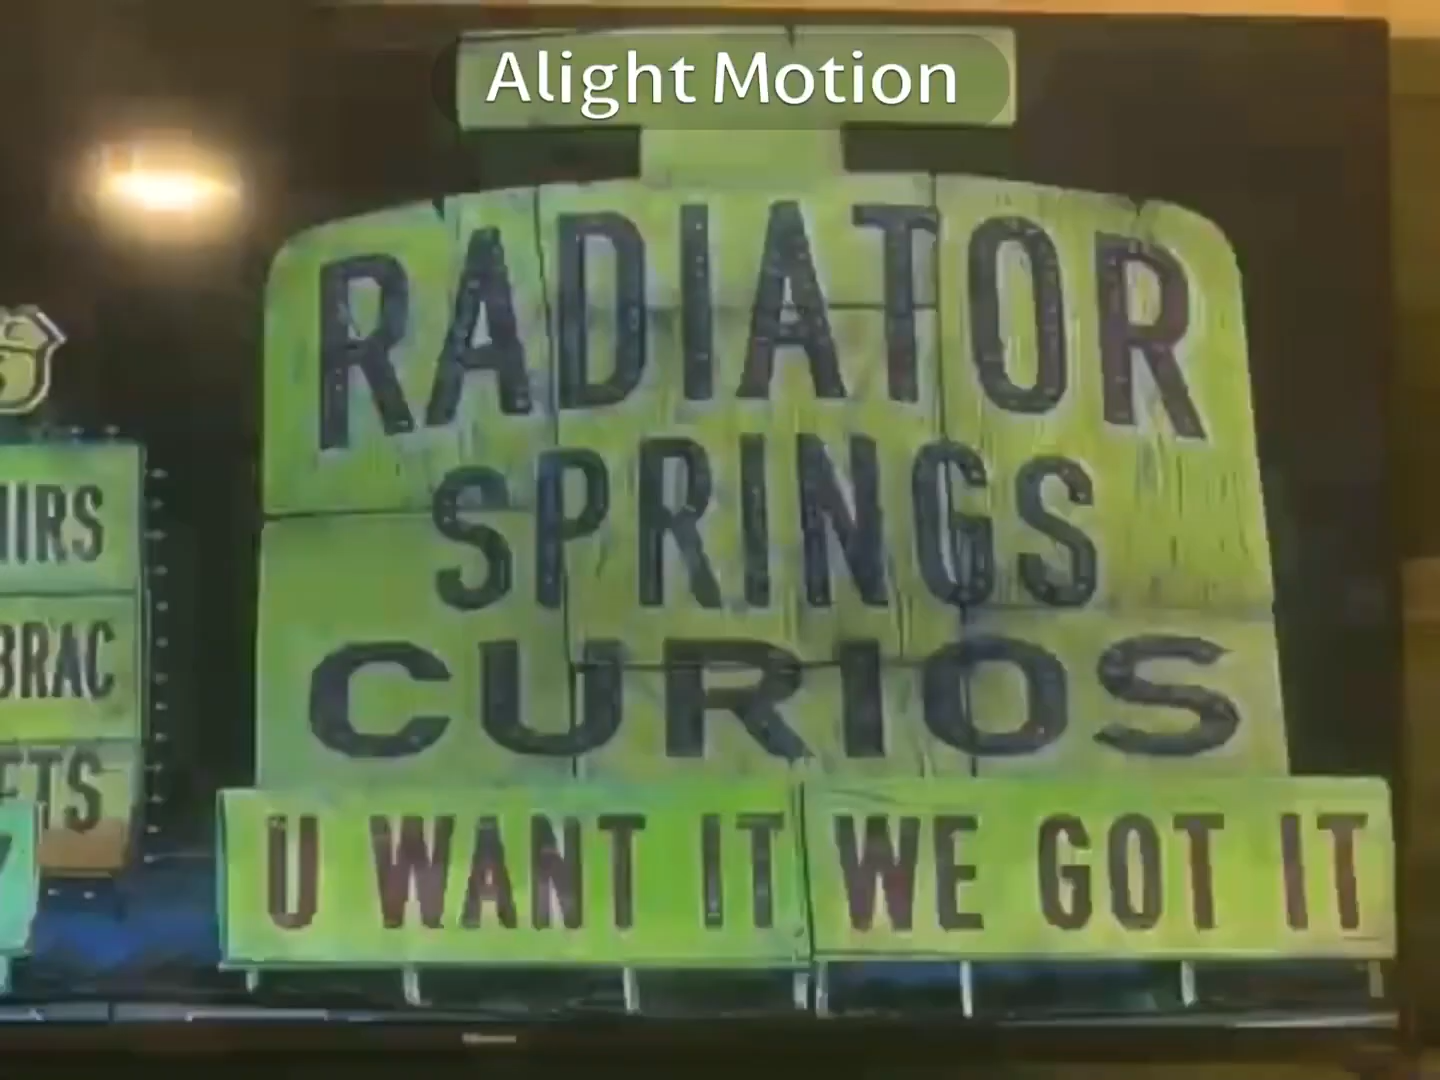 Alight Motion
RADIATOR
SPRINGS
CURIOS
U WANT IT WE GOT IT